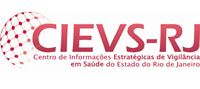 CIEVS-RJ
Centro de Informações Estratégicas de Vigilância
em Saúde do Estado do Rio de Janeiro